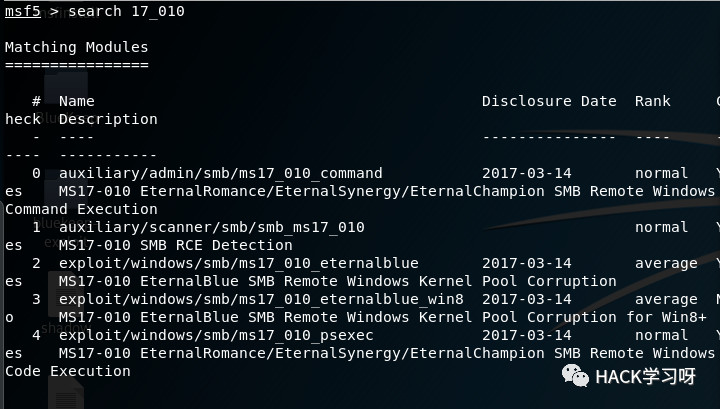 msf5 > search 17_010
Matching Modules
================
# Name Disclosure Date Rank C
heck Description
- ---- --------------- ---- -
---- -----------
0 auxiliary/admin/smb/ms17_010_command 2017-03-14 normal Y
es MS17-010 EternalRomance/EternalSynergy/EternalChampion SMB Remote Windows
Command Execution
1 auxiliary/scanner/smb/smb_ms17_010 normal Y
es MS17-010 SMB RCE Detection
2 exploit/windows/smb/ms17_010_eternalblue 2017-03-14 average Y
es MS17-010 EternalBlue SMB Remote Windows Kernel Pool Corruption
3 exploit/windows/smb/ms17_010_eternalblue_win8 2017-03-14 average N
o MS17-010 EternalBlue SMB Remote Windows Kernel Pool Corruption for Win8+
4 exploit/windows/smb/ms17_010_psexec 2017-03-14 normal Y
es MS17-010 EternalRomance/EternalSynergy/EternalChampion SMB Remote Windows
Code Execution
HACK学习呀